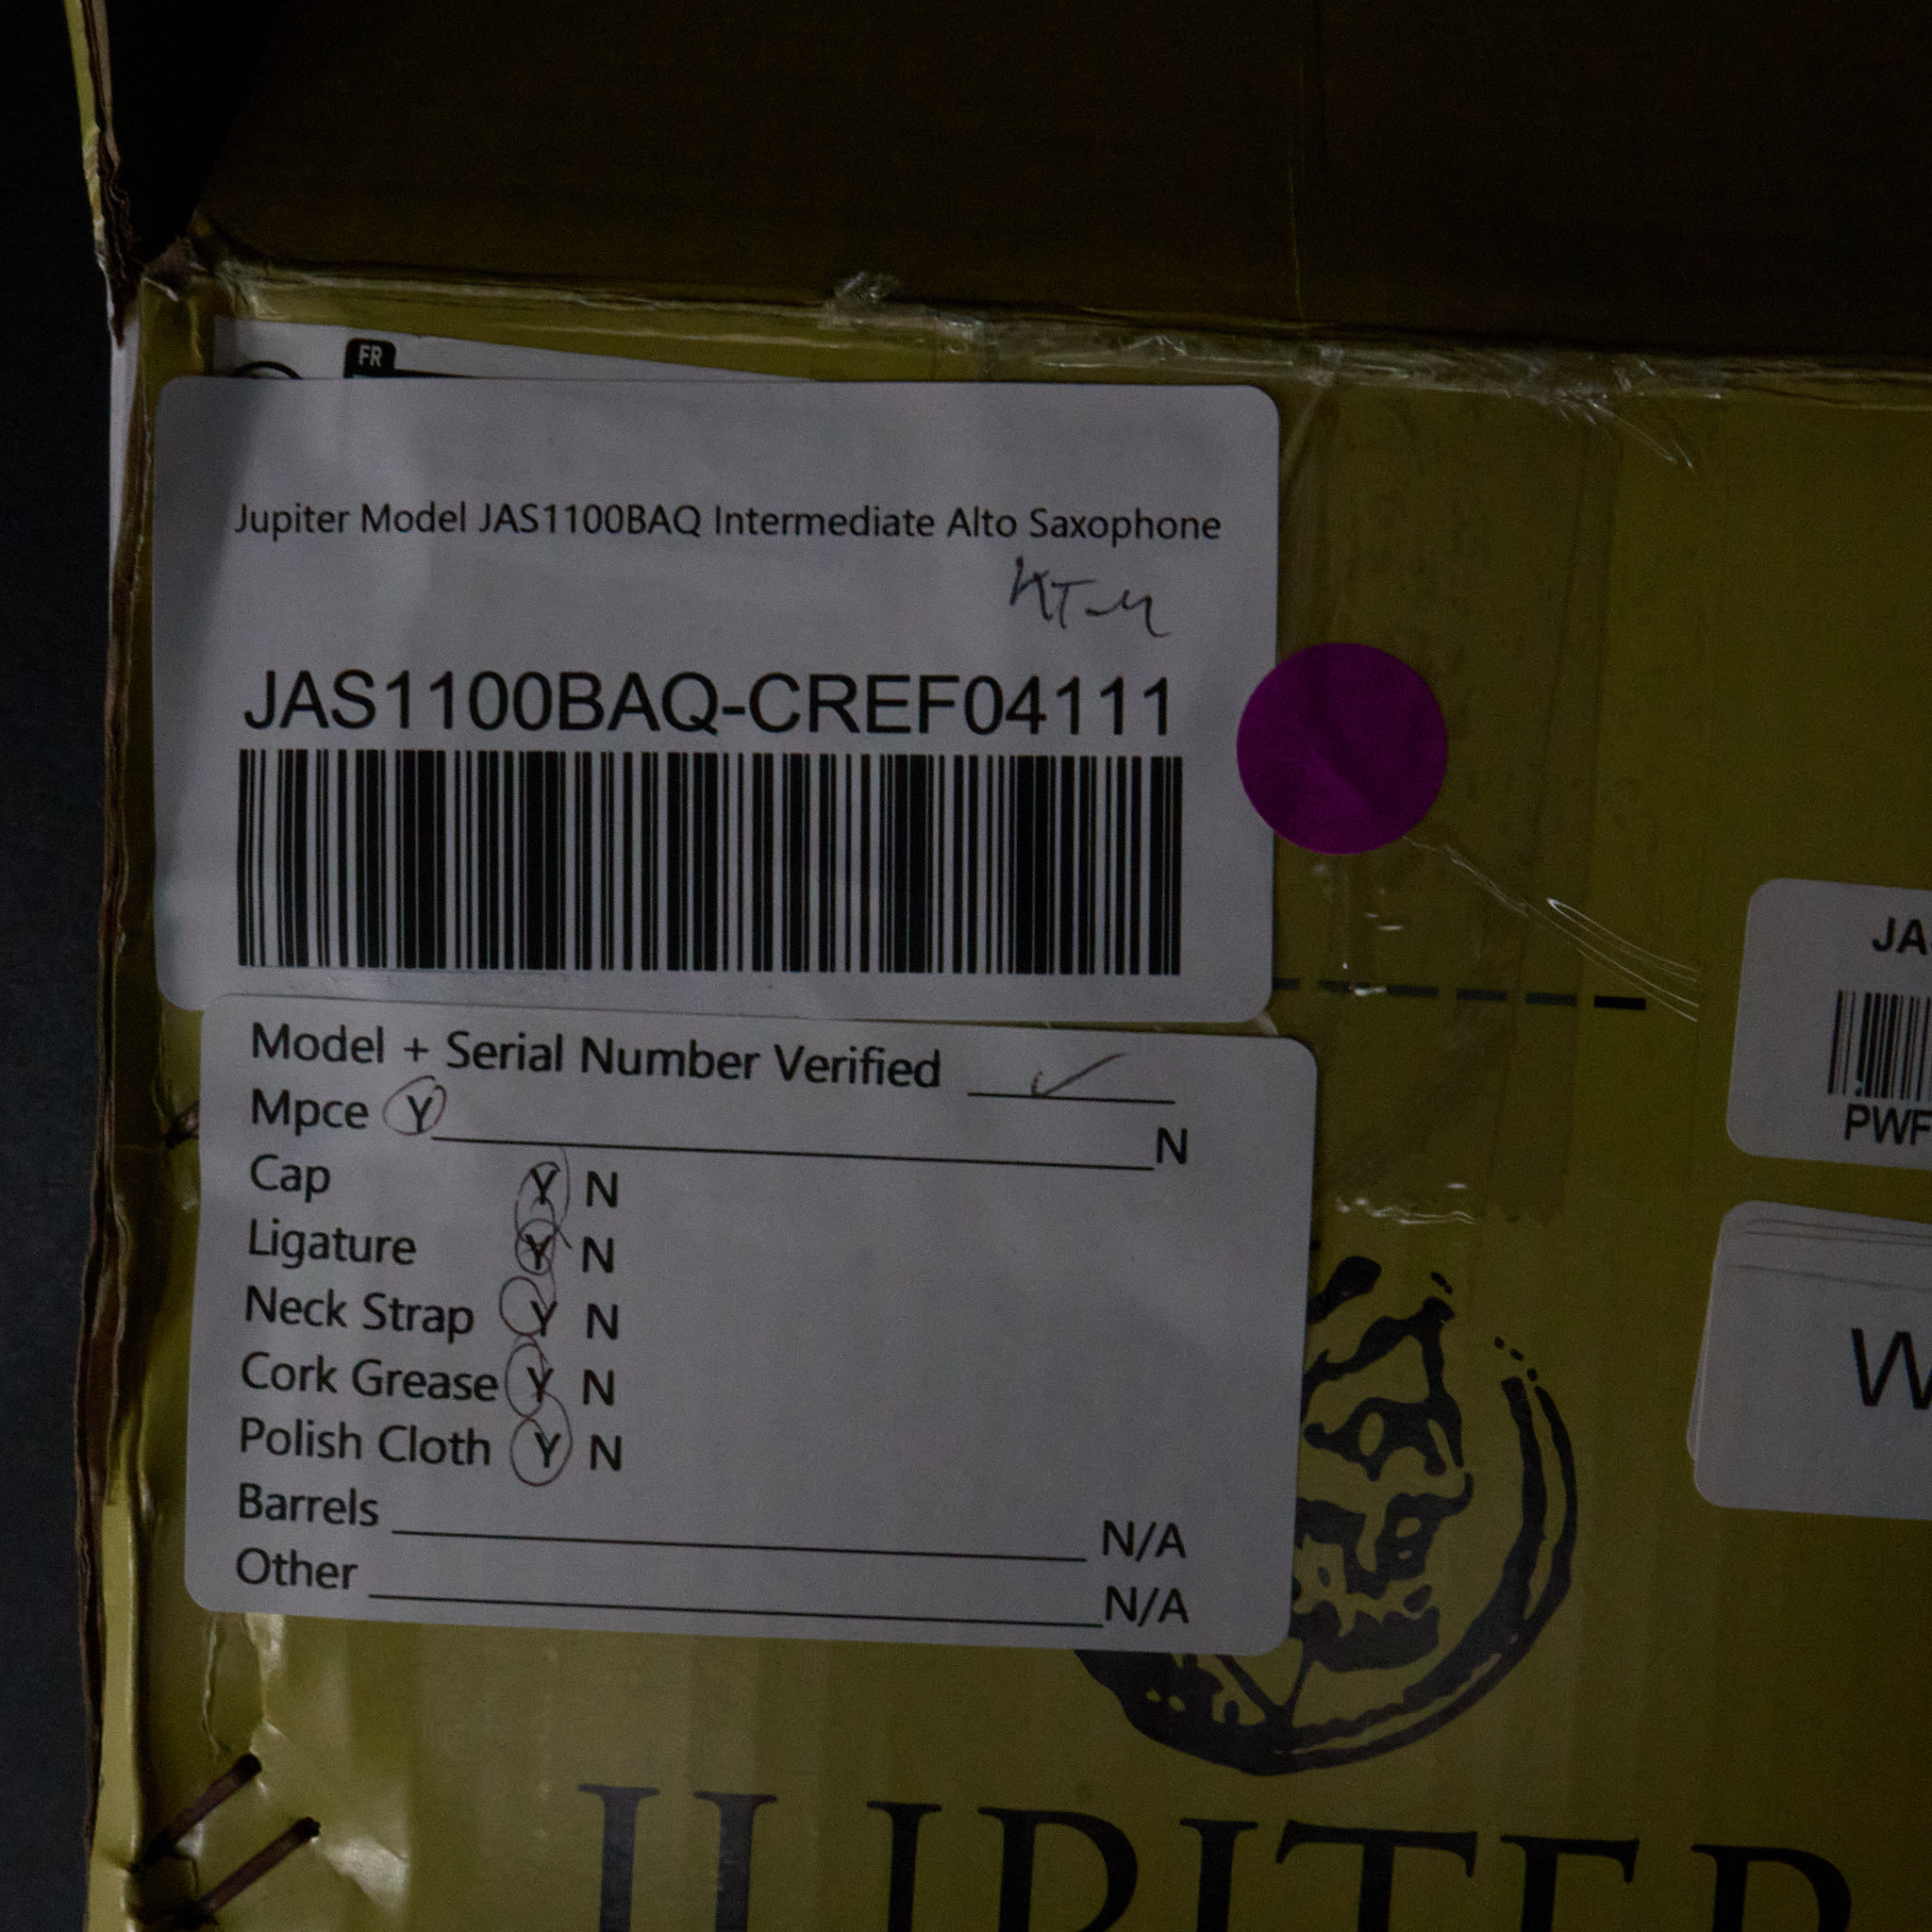 FR
Jupiter Model JAS1100BAQ Intermediate Alto Saxophone
JAS1100BAQ-CREF04111
Model + Serial Number Verified ✓
Mpce Y N
Cap Y N
Ligature Y N
Neck Strap Y N
Cork Grease Y N
Polish Cloth Y N
Barrels N/A
Other N/A
JA
PWF
W
JUPITER